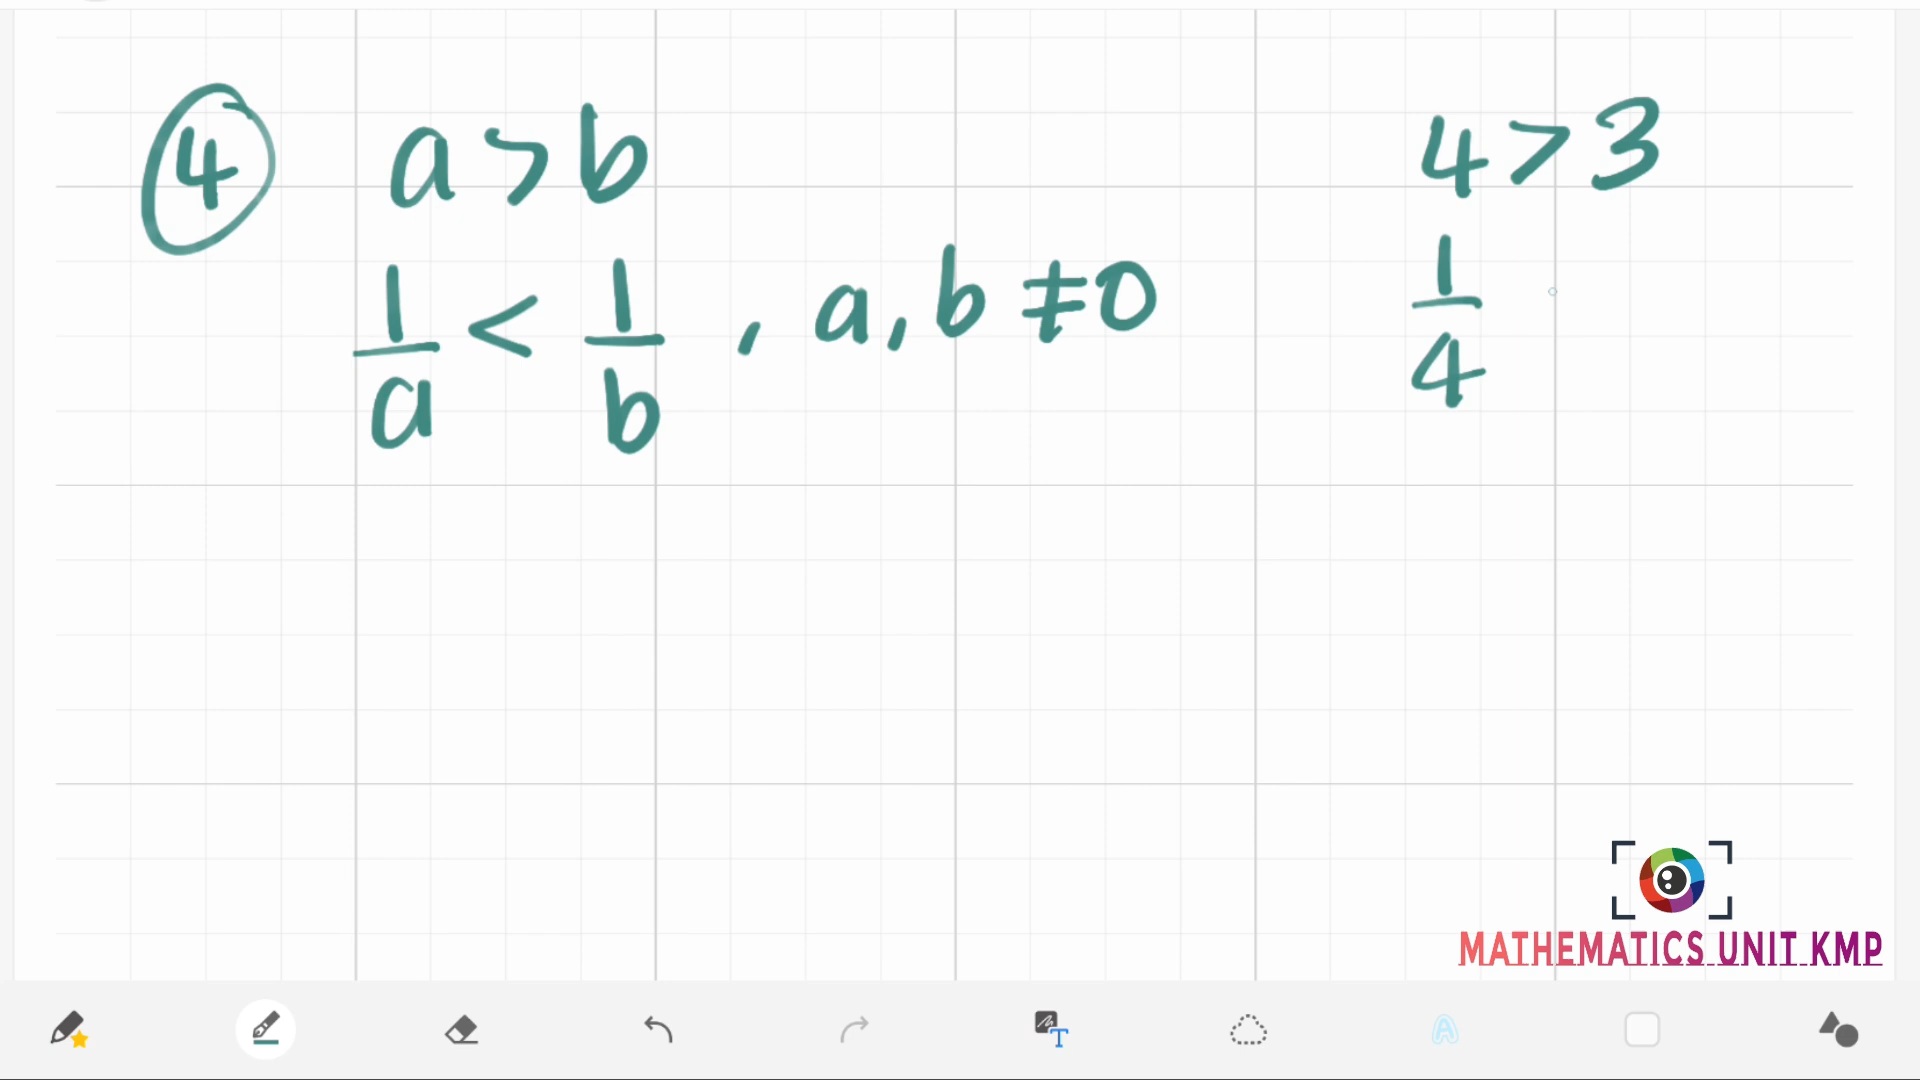 ④ a > b
1/a < 1/b , a, b ≠ 0
4 > 3
1/4
MATHEMATICS UNIT KMP